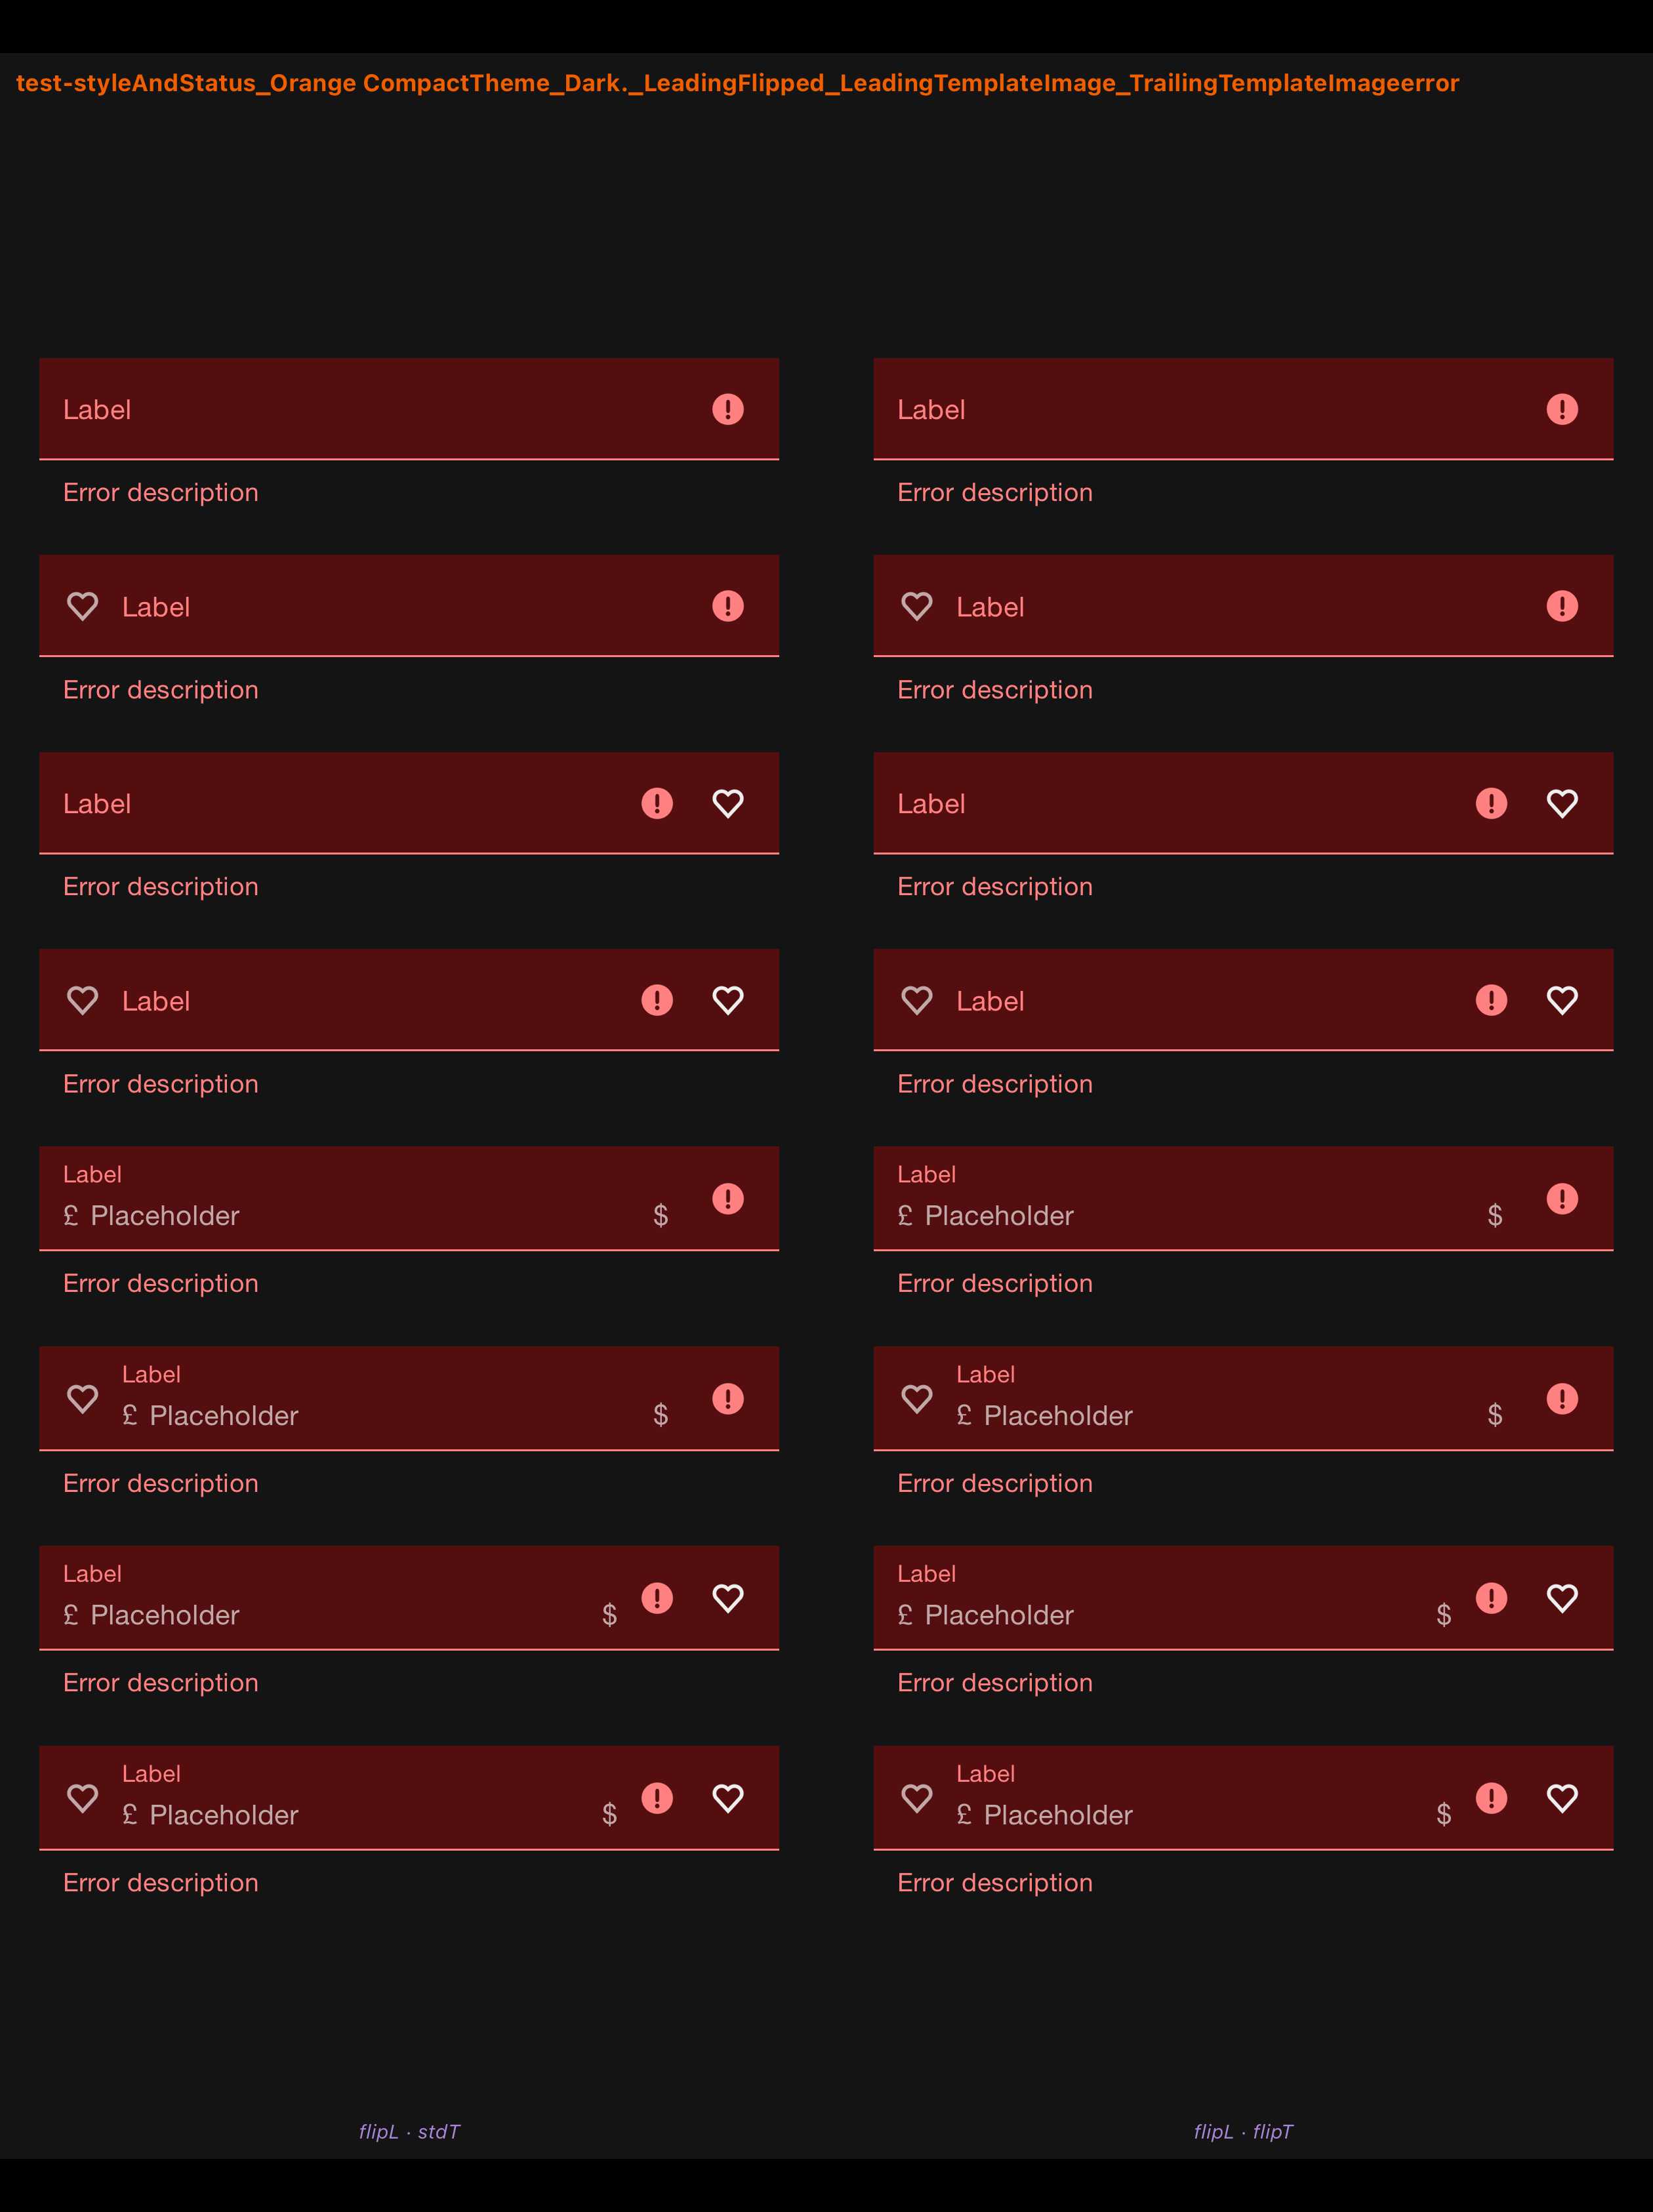 test-styleAndStatus_Orange CompactTheme_Dark._LeadingFlipped_LeadingTemplateImage_TrailingTemplateImageerror
Label
Error description
Label
Error description
Label
Error description
Label
Error description
Label
£ Placeholder $
Error description
Label
£ Placeholder $
Error description
Label
£ Placeholder $
Error description
Label
£ Placeholder $
Error description
flipL · stdT
Label
Error description
Label
Error description
Label
Error description
Label
Error description
Label
£ Placeholder $
Error description
Label
£ Placeholder $
Error description
Label
£ Placeholder $
Error description
Label
£ Placeholder $
Error description
flipL · flipT